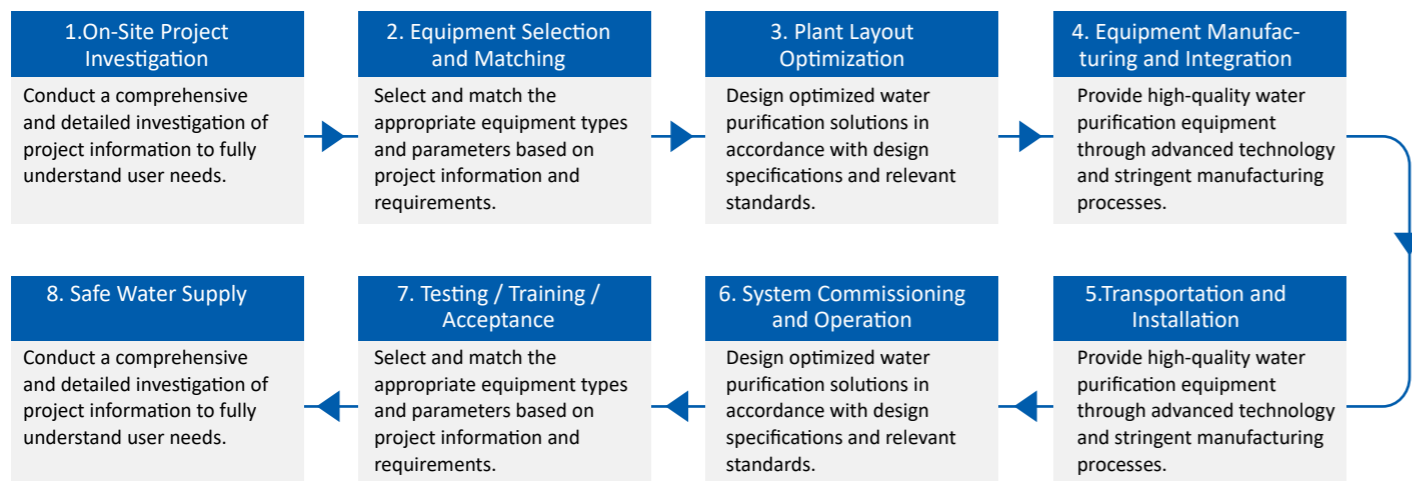 1.On-Site Project
Investigation
Conduct a comprehensive
and detailed investigation of
project information to fully
understand user needs.
2. Equipment Selection
and Matching
Select and match the
appropriate equipment types
and parameters based on
project information and
requirements.
3. Plant Layout
Optimization
Design optimized water
purification solutions in
accordance with design
specifications and relevant
standards.
4. Equipment Manufac-
turing and Integration
Provide high-quality water
purification equipment
through advanced technology
and stringent manufacturing
processes.
5.Transportation and
Installation
Provide high-quality water
purification equipment
through advanced technology
and stringent manufacturing
processes.
6. System Commissioning
and Operation
Design optimized water
purification solutions in
accordance with design
specifications and relevant
standards.
7. Testing / Training /
Acceptance
Select and match the
appropriate equipment types
and parameters based on
project information and
requirements.
8. Safe Water Supply
Conduct a comprehensive
and detailed investigation of
project information to fully
understand user needs.